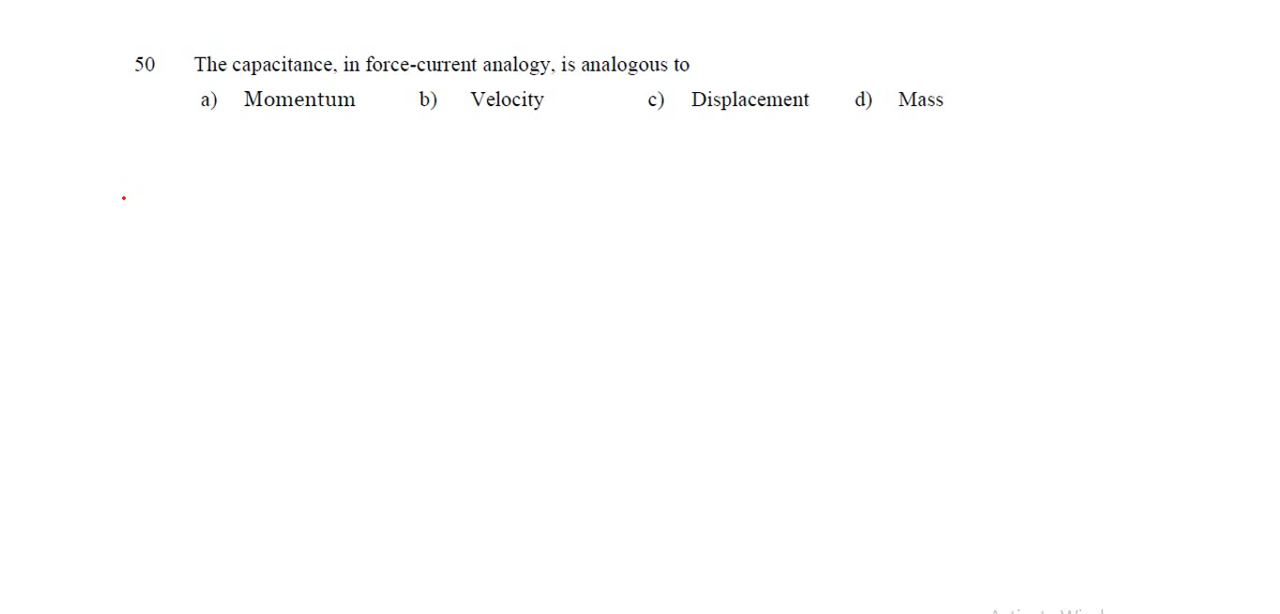 50 The capacitance, in force-current analogy, is analogous to
a) Momentum b) Velocity c) Displacement d) Mass